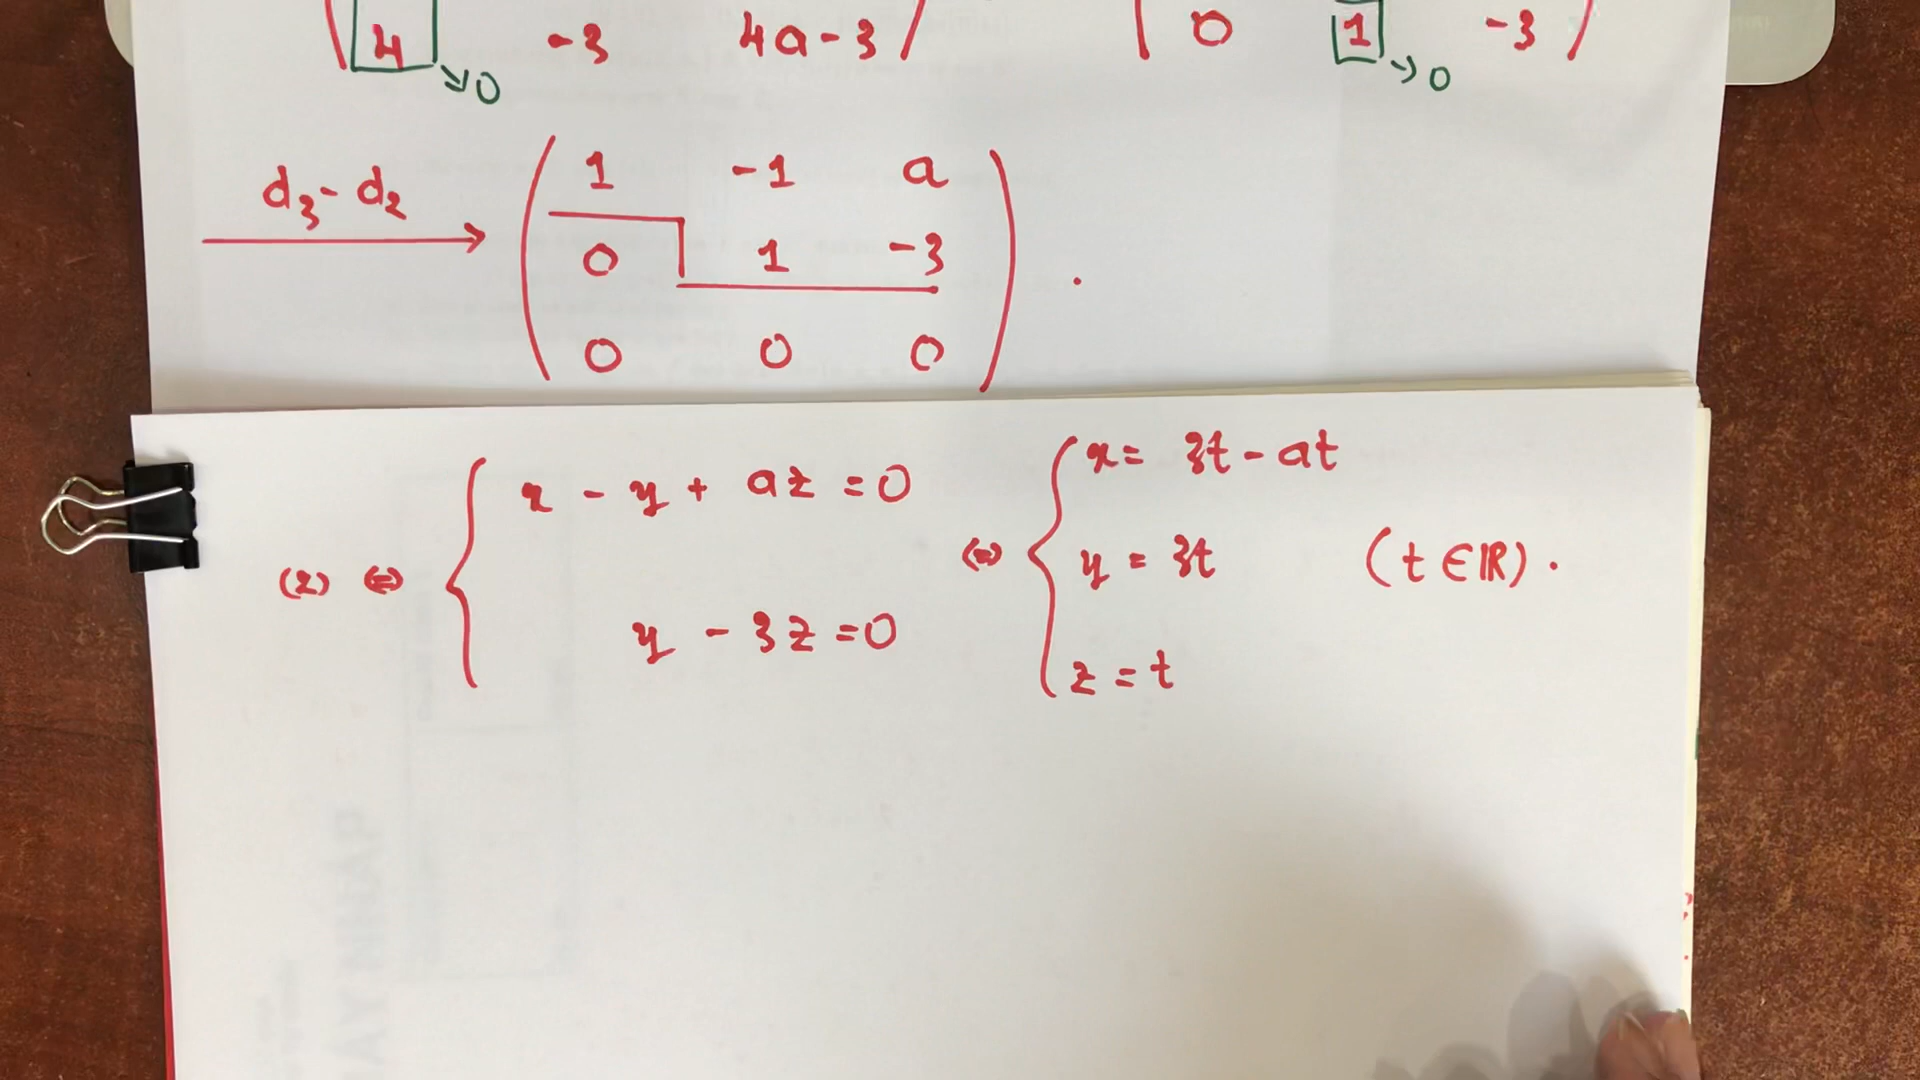 4 -3 4a-3 0 1 -3
→0 →0
d₃ - d₂
1 -1 a
0 1 -3
0 0 0
(2) ⇔ { x - y + az = 0
y - 3z = 0
⇔ { x = 3t - at
y = 3t (t ∈ ℝ).
z = t